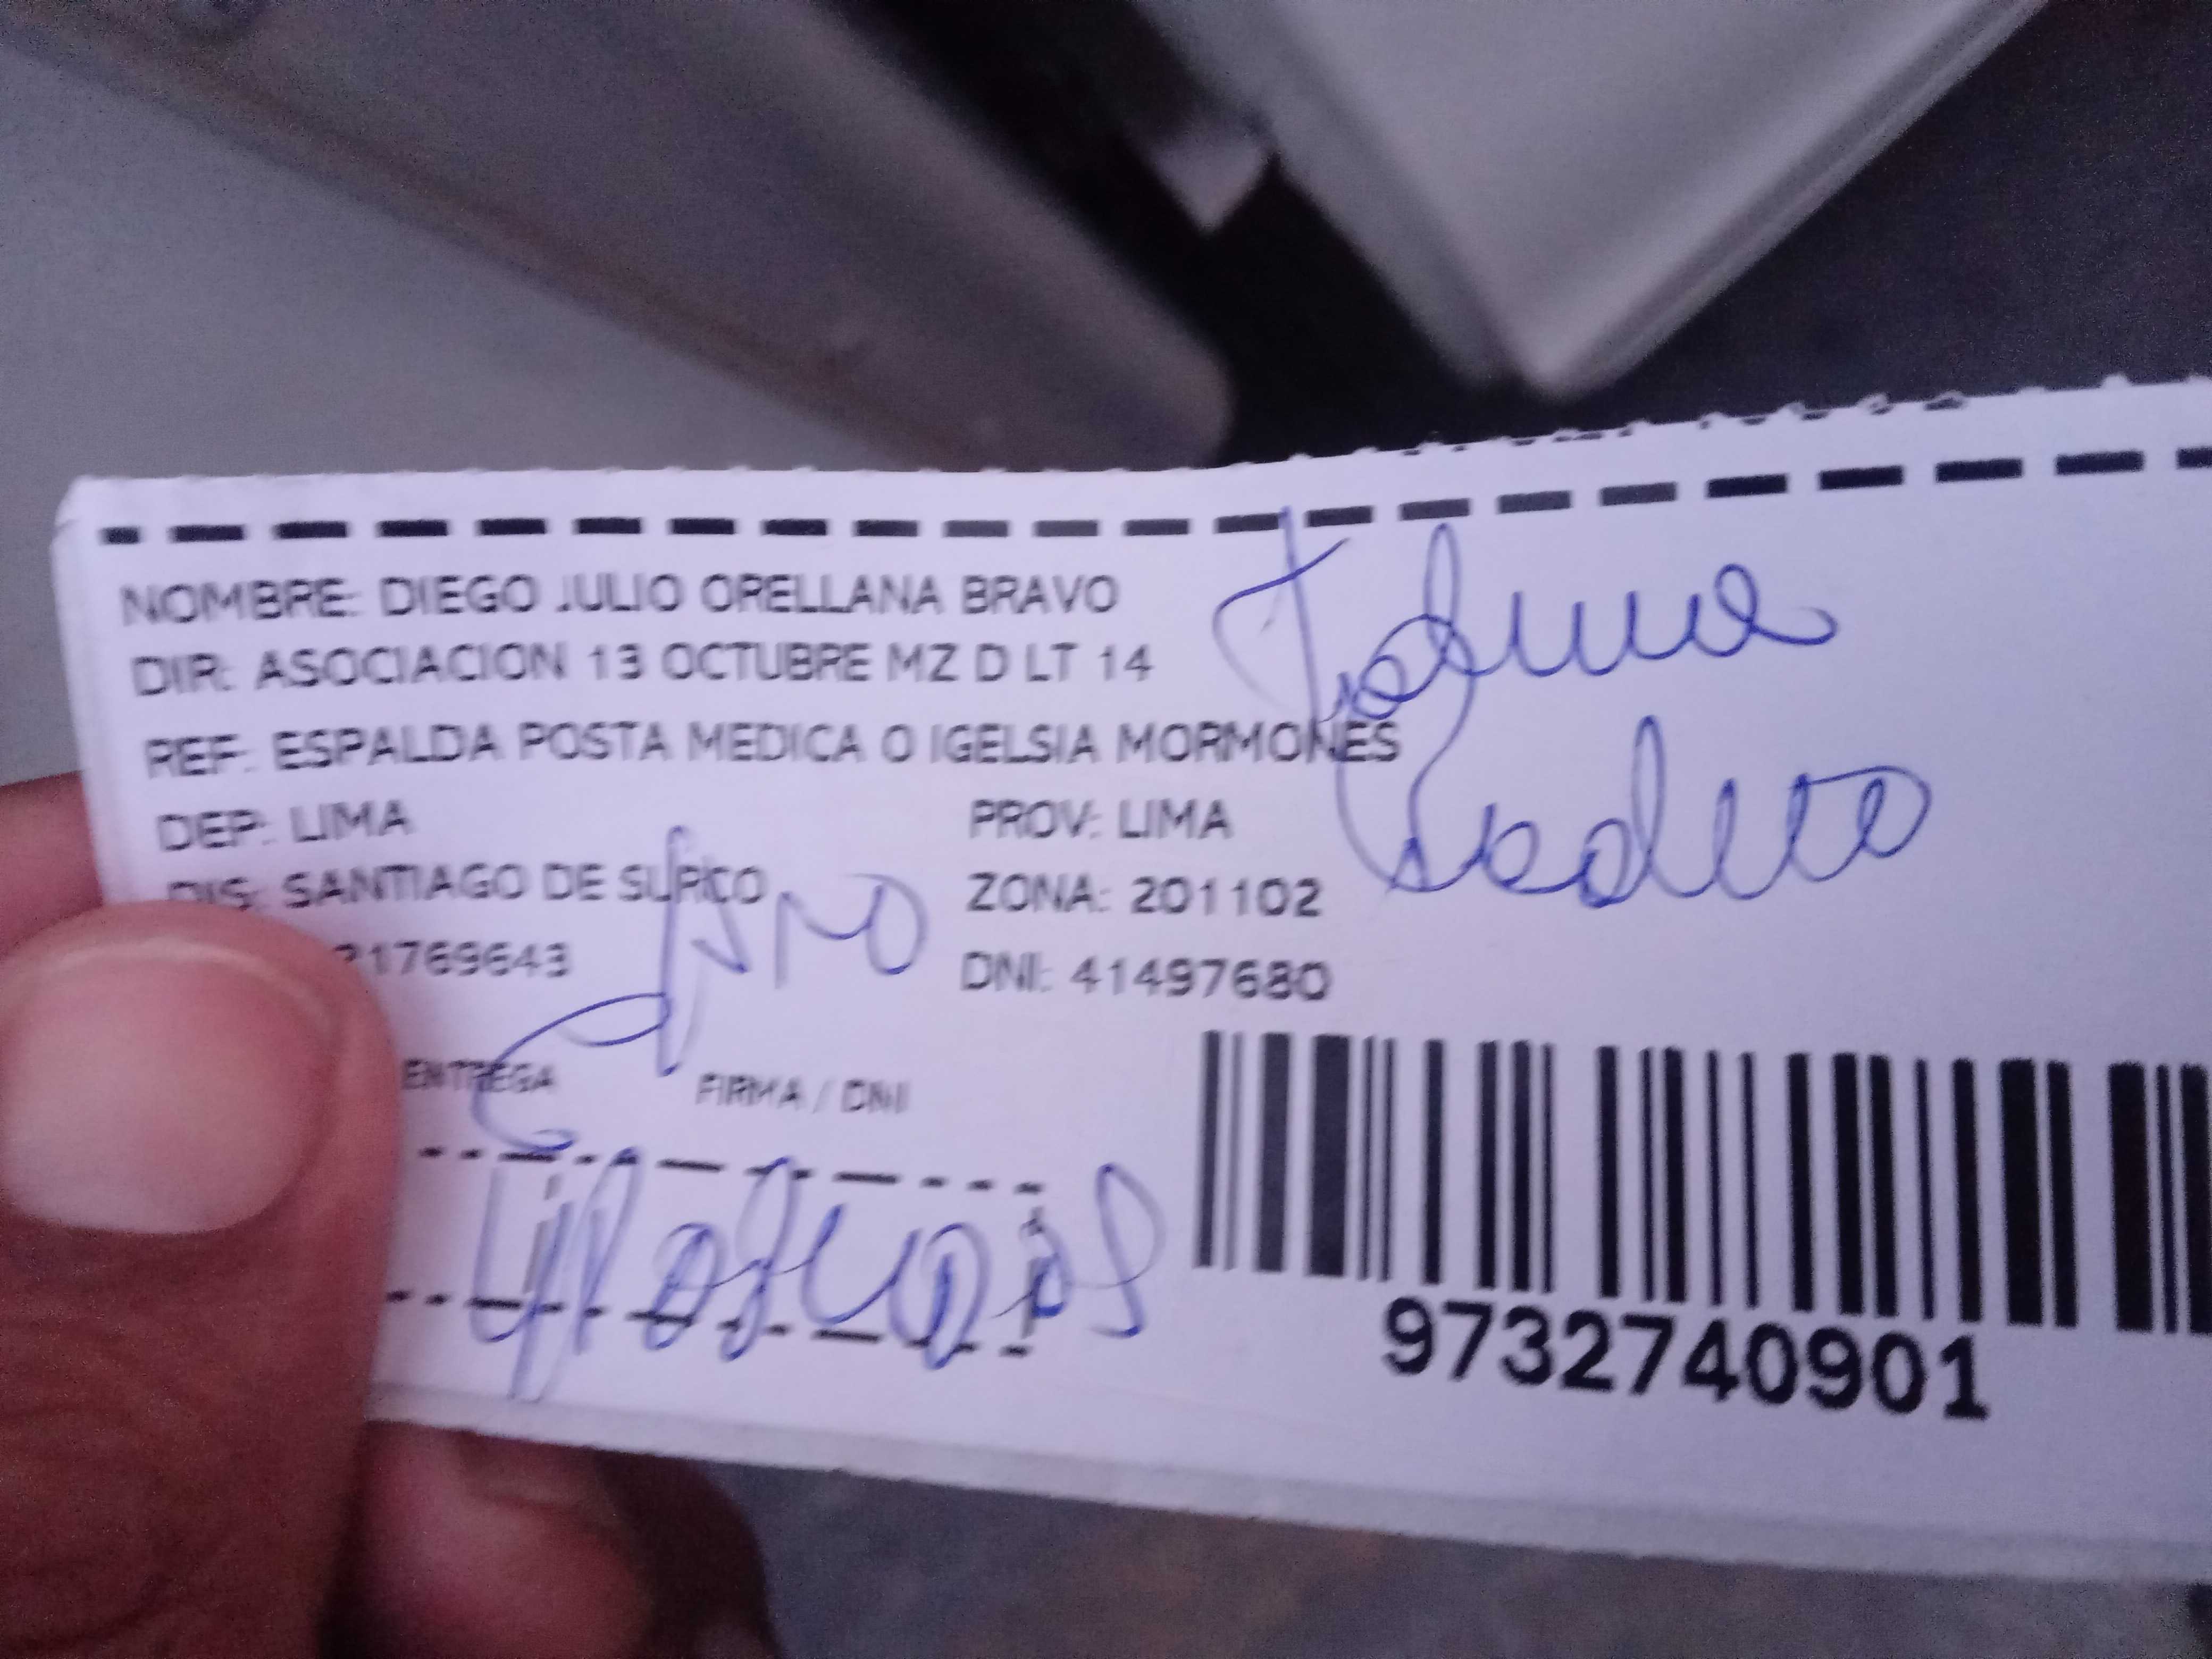 NOMBRE: DIEGO JULIO ORELLANA BRAVO
DIR: ASOCIACION 13 OCTUBRE MZ D LT 14
REF: ESPALDA POSTA MEDICA O IGELSIA MORMONES
DEP: LIMA PROV: LIMA
DIS: SANTIAGO DE SURCO ZONA: 201102
1769643 DNI: 41497680
ENTREGA FIRMA / DNI
9732740901